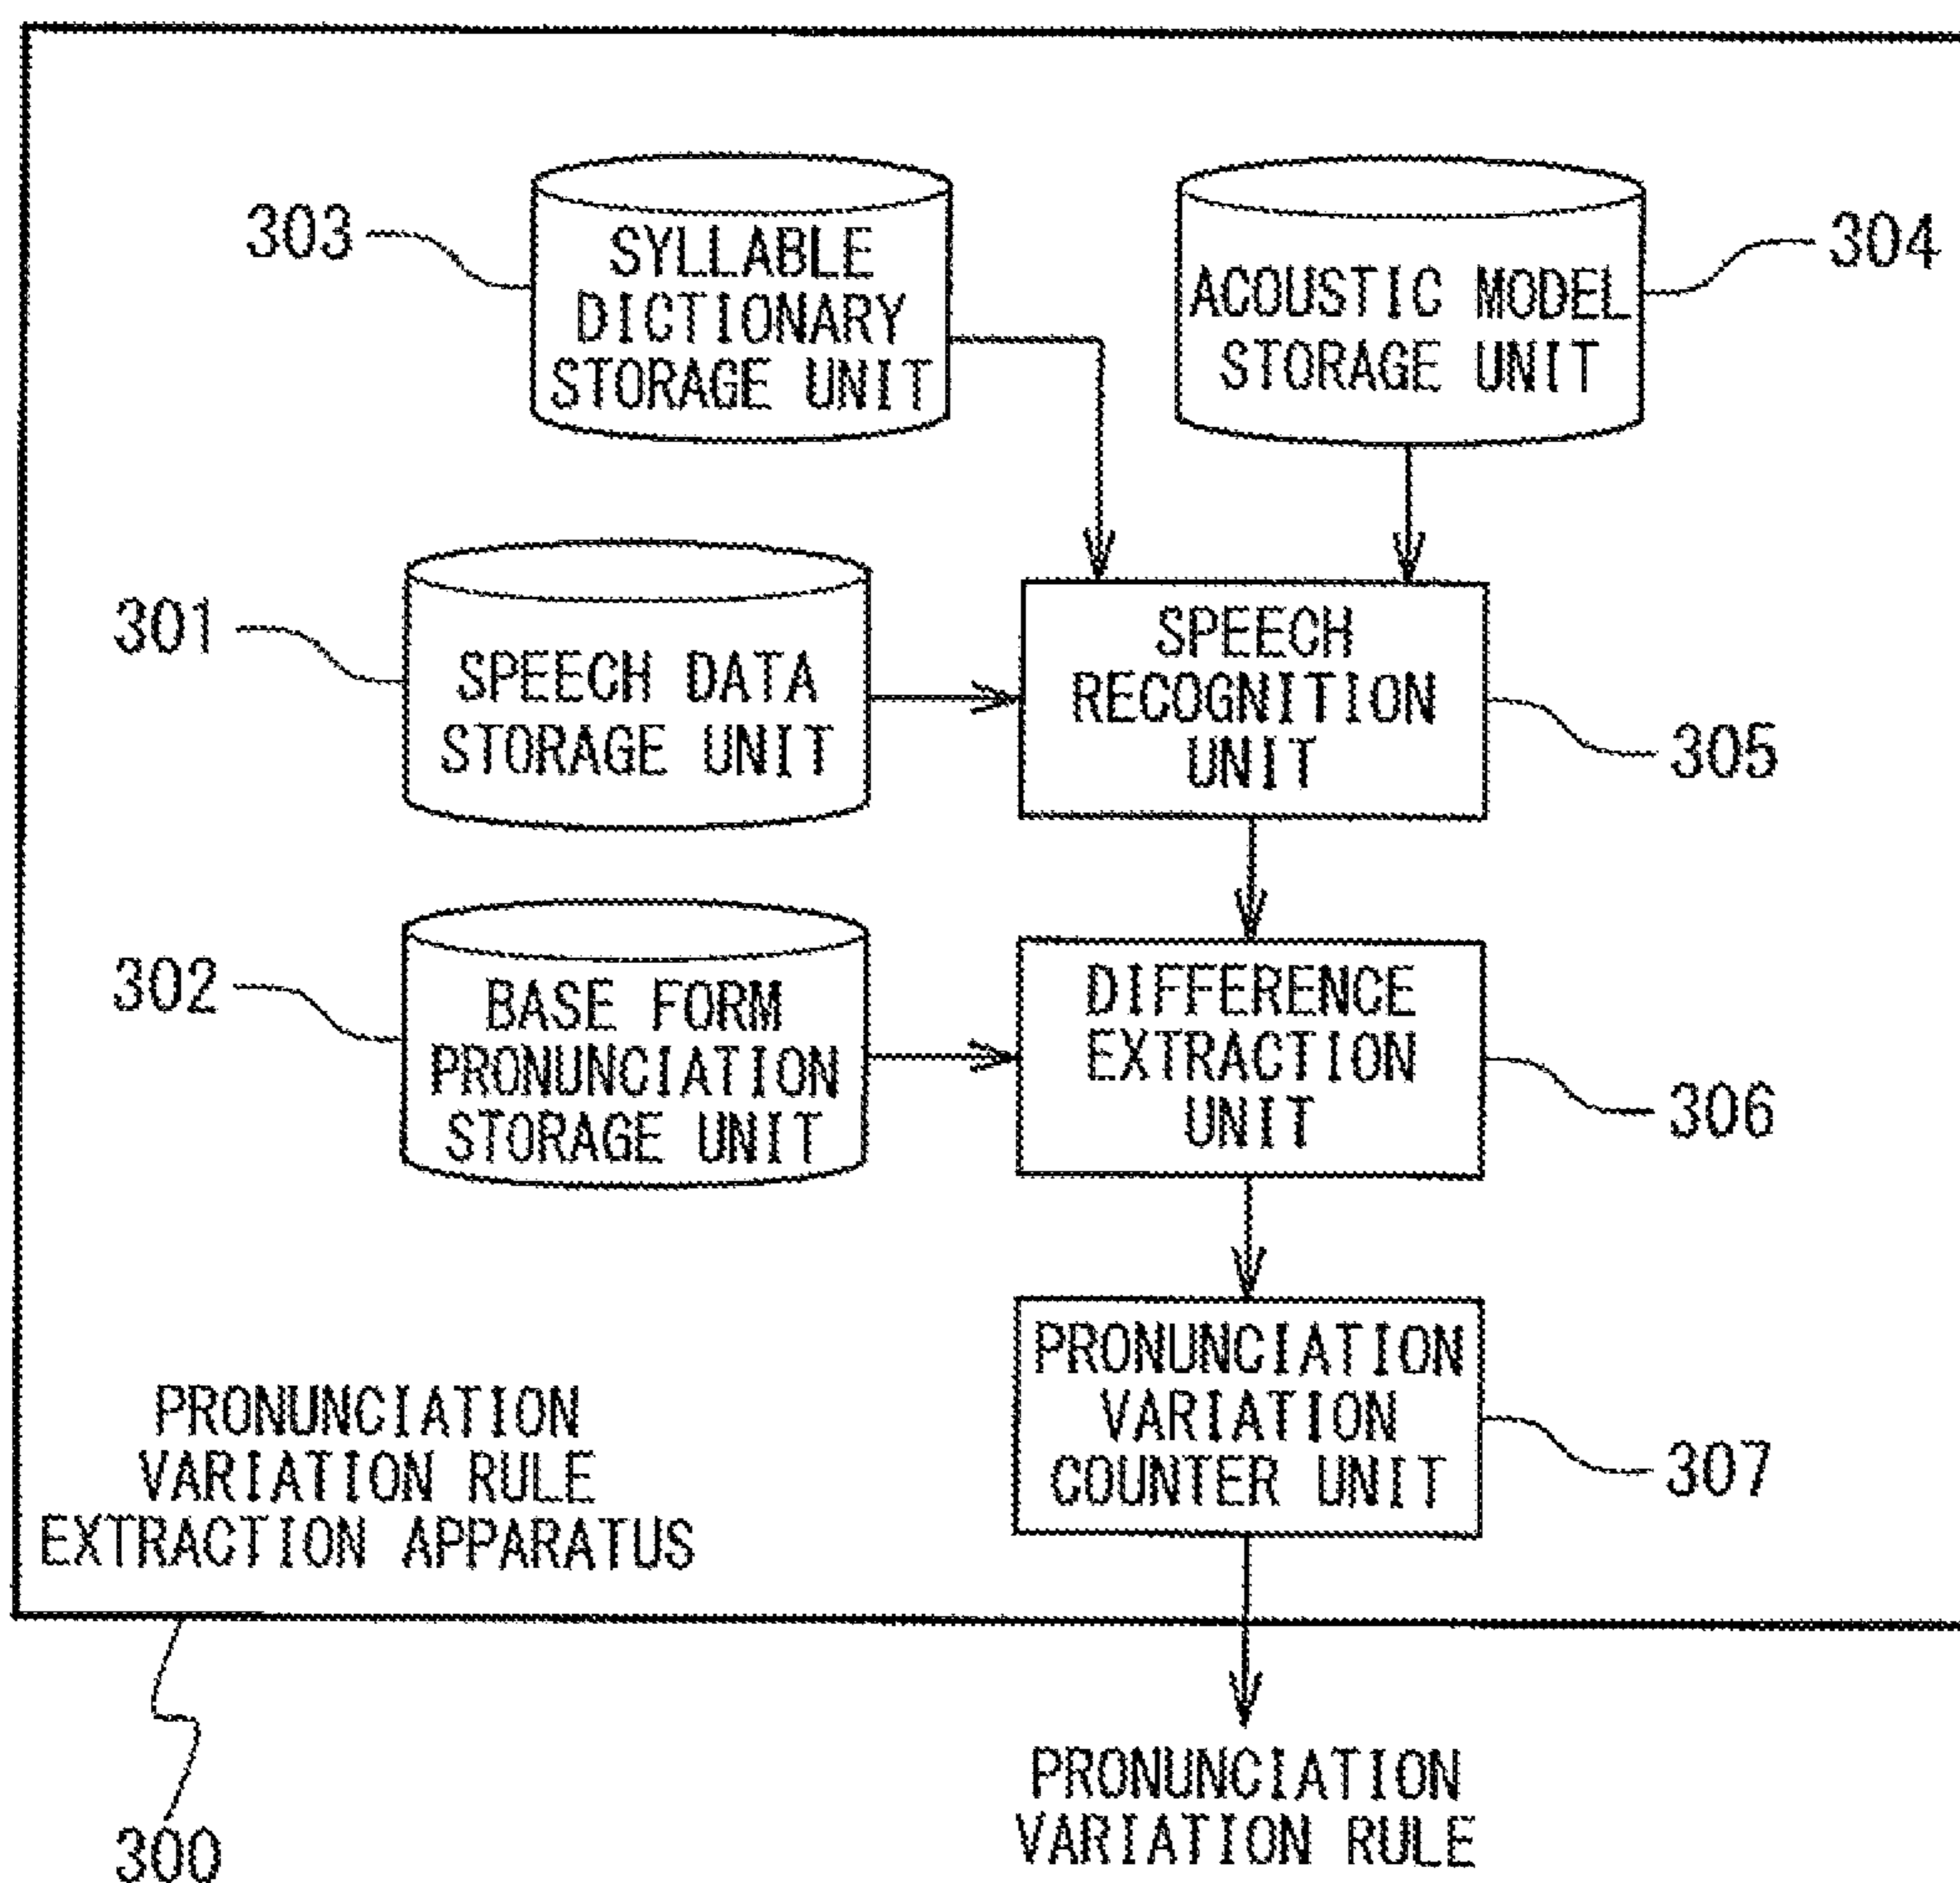 303
SYLLABLE
DICTIONARY
STORAGE UNIT
ACOUSTIC MODEL
STORAGE UNIT
304
301
SPEECH DATA
STORAGE UNIT
SPEECH
RECOGNITION
UNIT
305
302
BASE FORM
PRONUNCIATION
STORAGE UNIT
DIFFERENCE
EXTRACTION
UNIT
306
PRONUNCIATION
VARIATION
COUNTER UNIT
307
PRONUNCIATION
VARIATION RULE
EXTRACTION APPARATUS
300
PRONUNCIATION
VARIATION RULE